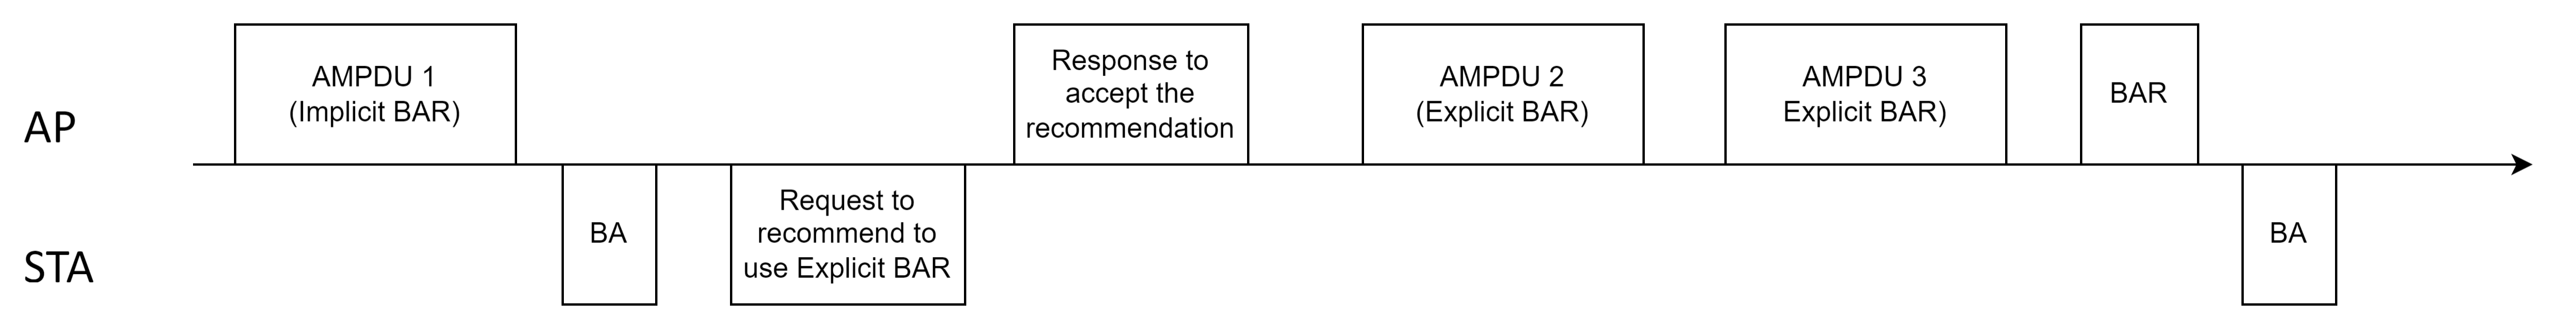 AP
AMPDU 1
(Implicit BAR)
Response to
accept the
recommendation
AMPDU 2
(Explicit BAR)
AMPDU 3
Explicit BAR)
BAR
STA
BA
Request to
recommend to
use Explicit BAR
BA